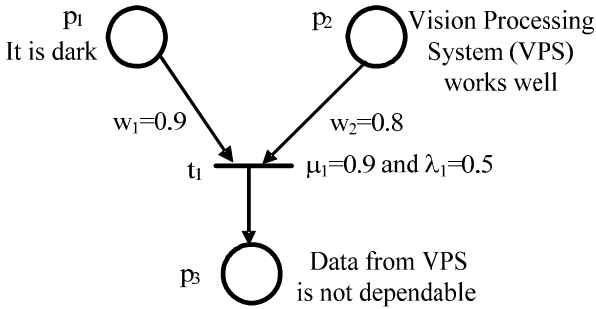 p1
It is dark
p2
Vision Processing
System (VPS)
works well
w1=0.9
w2=0.8
t1
μ1=0.9 and λ1=0.5
p3
Data from VPS
is not dependable